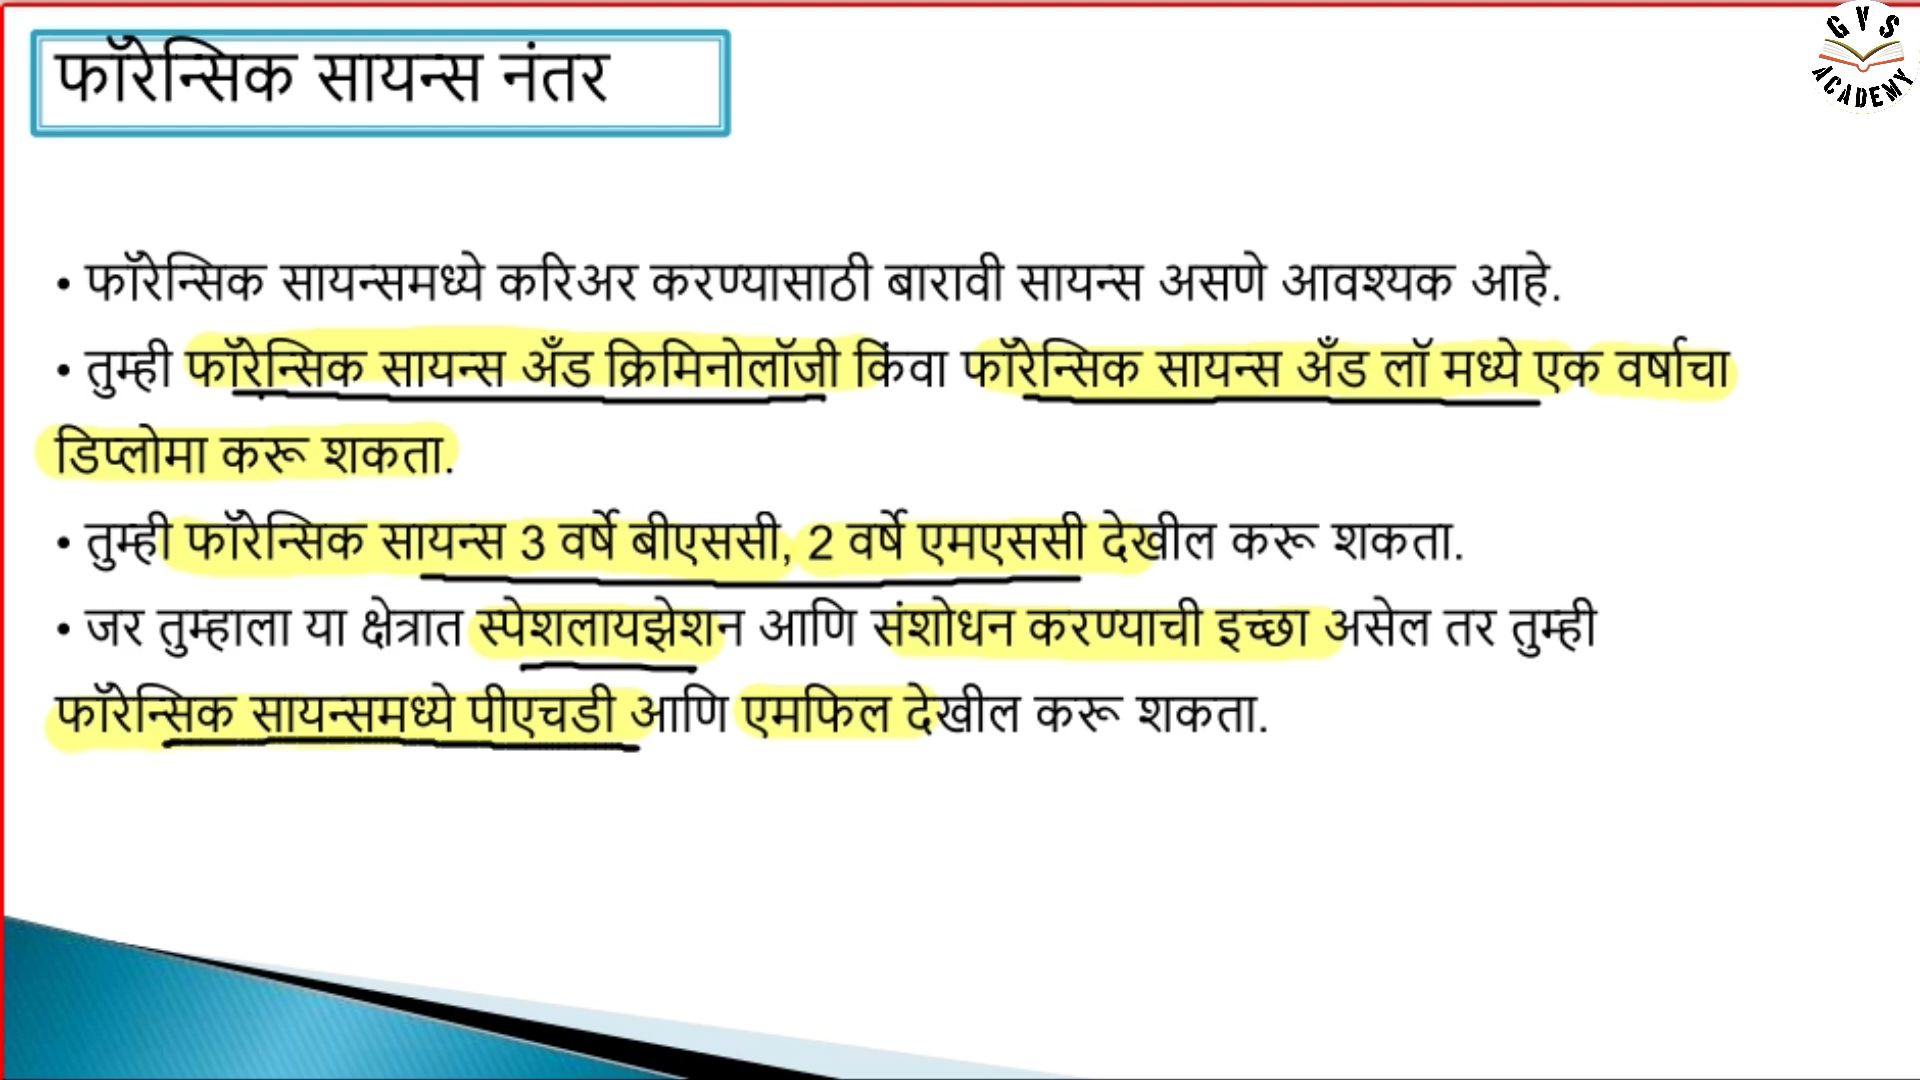 फॉरेन्सिक सायन्स नंतर
GVS
ACADEMY
• फॉरेन्सिक सायन्समध्ये करिअर करण्यासाठी बारावी सायन्स असणे आवश्यक आहे.
• तुम्ही फॉरेन्सिक सायन्स अँड क्रिमिनोलॉजी किंवा फॉरेन्सिक सायन्स अँड लॉ मध्ये एक वर्षाचा
डिप्लोमा करू शकता.
• तुम्ही फॉरेन्सिक सायन्स 3 वर्षे बीएससी, 2 वर्षे एमएससी देखील करू शकता.
• जर तुम्हाला या क्षेत्रात स्पेशलायझेशन आणि संशोधन करण्याची इच्छा असेल तर तुम्ही
फॉरेन्सिक सायन्समध्ये पीएचडी आणि एमफिल देखील करू शकता.